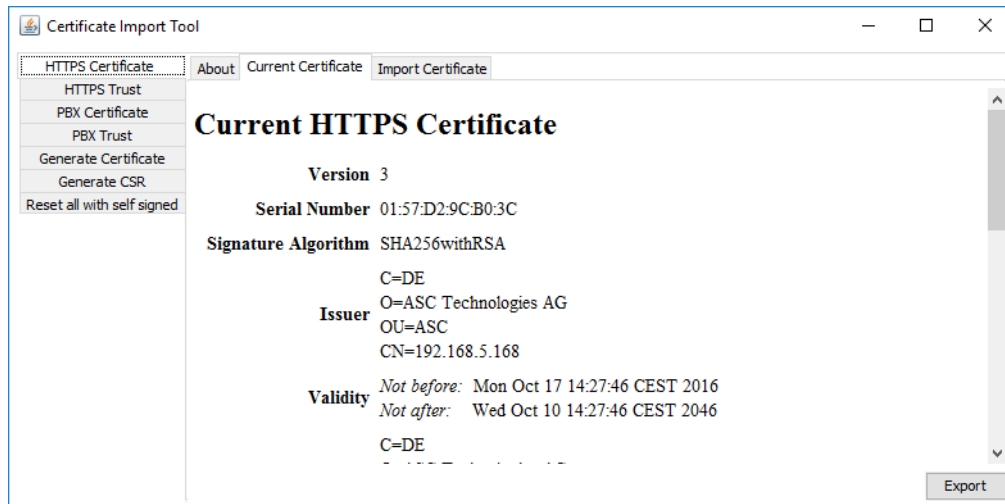 Certificate Import Tool
HTTPS Certificate
HTTPS Trust
PBX Certificate
PBX Trust
Generate Certificate
Generate CSR
Reset all with self signed
About Current Certificate Import Certificate
Current HTTPS Certificate
Version 3
Serial Number 01:57:D2:9C:B0:3C
Signature Algorithm SHA256withRSA
Issuer
C=DE
O=ASC Technologies AG
OU=ASC
CN=192.168.5.168
Validity
Not before: Mon Oct 17 14:27:46 CEST 2016
Not after: Wed Oct 10 14:27:46 CEST 2046
C=DE
Export